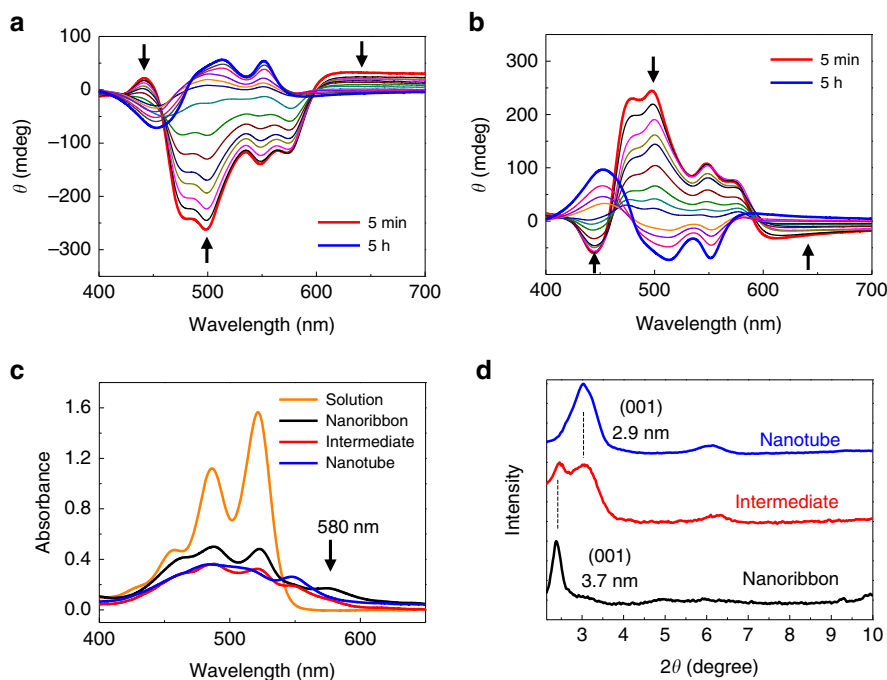 a
100
0
−100
−200
−300
θ (mdeg)
5 min
5 h
400
500
600
700
Wavelength (nm)
b
300
200
100
0
−100
θ (mdeg)
5 min
5 h
400
500
600
700
Wavelength (nm)
c
1.6
1.2
0.8
0.4
0.0
Absorbance
Solution
Nanoribbon
Intermediate
Nanotube
580 nm
400
500
600
Wavelength (nm)
d
Intensity
(001)
2.9 nm
Nanotube
Intermediate
(001)
3.7 nm
Nanoribbon
3
4
5
6
7
8
9
10
2θ (degree)